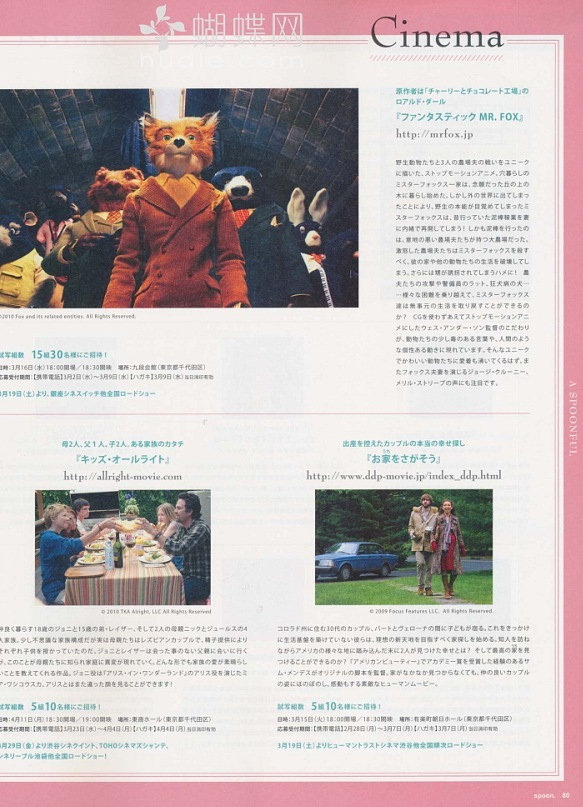 蝴蝶网
Cinema
原作者は「チャーリーとチョコレート工場」の
ロアルド・ダール
『ファンタスティック MR. FOX』
http://mrfox.jp
野生動物たちと3人の農場夫の戦いをユニーク
に描いた、ストップモーションアニメ。穴暮らしの
ミスターフォックス一家は、念願だった丘の上の
木に暮らし始めた。しかし外の世界に出てしまっ
たことにより、野生の本能が目覚めてしまったミ
スターフォックスは、昔行っていた泥棒稼業を妻
に内緒で再開してしまう! しかも泥棒を行ったの
は、意地の悪い農場夫たちが持つ大農場だった。
激怒した農場夫たちはミスターフォックスを殺す
べく、彼の家や他の動物たちの生活を破壊してし
まう。さらには甥が誘拐されてしまうハメに! 農
夫たちの攻撃や警備員のラット、狂犬病の犬…
…様々な困難を乗り越えて、ミスターフォックス
達は無事元の生活を取り戻すことができるの
か? CGを使わずあえてストップモーションアニ
メにしたウェス・アンダーソン監督のこだわり
が、動物たちの少し毒のある言葉や、人間のよう
な個性ある動きに現れています。そんなユニーク
でかわいい動物たちに愛着も湧いてくるはず。ま
たフォックス夫妻を演じるジョージ・クルーニー、
メリル・ストリープの声にも注目です。
©2010 Fox and its related entities. All Rights Reserved.
試写組数 15組30名様にご招待!
日時:3月16日(水)18:00開場/18:30開映 場所:九段会館(東京都千代田区)
応募受付期間:【携帯電話】3月2日(水)〜3月9日(水)【ハガキ】3月9日(水)当日消印有効
3月19日(土)より、銀座シネスイッチ他全国ロードショー
A SPOONFUL
母2人、父1人、子2人、ある家族のカタチ
『キッズ・オールライト』
http://allright-movie.com
© 2010 TKA Alright, LLC All Rights Reserved
仲良く暮らす18歳のジョニと15歳の弟・レイザー、そして2人の母親ニックとジュールスの4
人家族。少し不思議な家族構成だが実は母親たちはレズビアンカップルで、精子提供により
それぞれ子供を授かっていたのだ。ジョニとレイザーは会った事のない父親に会いに行く
が、このことが母親たちに知られ家庭に異変が現れていく。どんな形でも家族の愛が素晴らし
いことを教えてくれる作品。ジョニ役は『アリス・イン・ワンダーランド』のアリス役を演じたミ
ア・ワシコウスカ。アリスとはまた違った顔を見ることができます!
試写組数 5組10名様にご招待!
日時:4月11日(月)18:30開場/19:00開映 場所:東商ホール(東京都千代田区)
応募受付期間:【携帯電話】3月23日(水)〜4月4日(月)【ハガキ】4月4日(月)当日消印有効
4月29日(金)より渋谷シネクイント、TOHOシネマズシャンテ、
シネリーブル池袋他全国ロードショー!
出産を控えたカップルの本当の幸せ探し
『お家をさがそう』
http://www.ddp-movie.jp/index_ddp.html
© 2009 Focus Features LLC. All Rights Reserved.
コロラド州に住む30代のカップル、バートとヴェローナの間に子どもが宿る。これをきっかけ
に生活基盤を築けていない彼らは、理想の新天地を目指すべく家探しを始める。知人を訪ね
ながらアメリカの様々な地に踏み込んだ末に2人が見つけた幸せとは? そして最高の家を見
つけることができるのか? 『アメリカンビューティー』でアカデミー賞を受賞した経験のあるサ
ム・メンデスがオリジナルの脚本を監督。家がなかなか見つからなくても、仲の良いカップル
の姿にほのぼのし、感動もする素敵なヒューマンムービー。
試写組数 5組10名様にご招待!
日時:3月15日(火)18:00開場/18:30開映 場所:有楽町朝日ホール(東京都千代田区)
応募受付期間:【携帯電話】2月28日(月)〜3月7日(月)【ハガキ】3月7日(月)当日消印有効
3月19日(土)よりヒューマントラストシネマ渋谷他全国順次ロードショー
spoon. 80